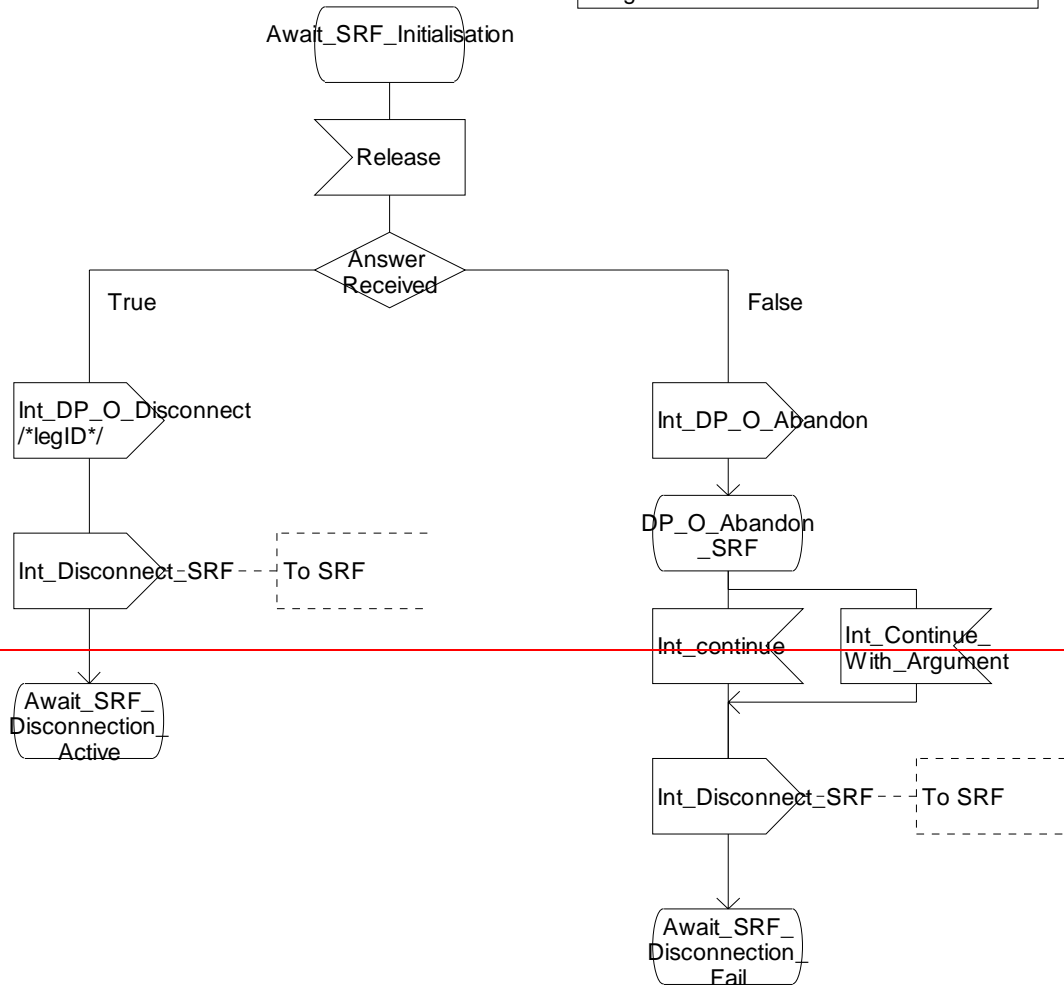 Await_SRF_Initialisation
Release
Answer
Received
True
False
Int_DP_O_Disconnect
/*legID*/
Int_DP_O_Abandon
DP_O_Abandon
_SRF
Int_Disconnect_SRF
To SRF
Int_continue
Int_Continue_
With_Argument
Await_SRF_
Disconnection_
Active
Int_Disconnect_SRF
To SRF
Await_SRF_
Disconnection_
Fail